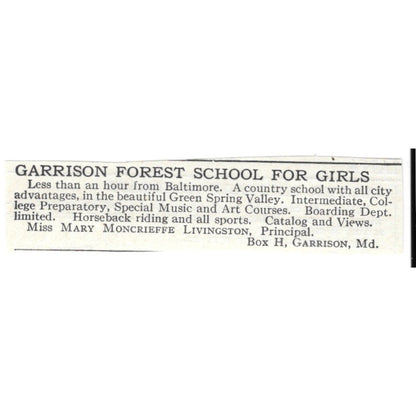 GARRISON FOREST SCHOOL FOR GIRLS
Less than an hour from Baltimore. A country school with all city
advantages, in the beautiful Green Spring Valley. Intermediate, Col-
lege Preparatory, Special Music and Art Courses. Boarding Dept.
limited. Horseback riding and all sports. Catalog and Views.
Miss MARY MONCRIEFFE LIVINGSTON, Principal.
Box H, GARRISON, Md.